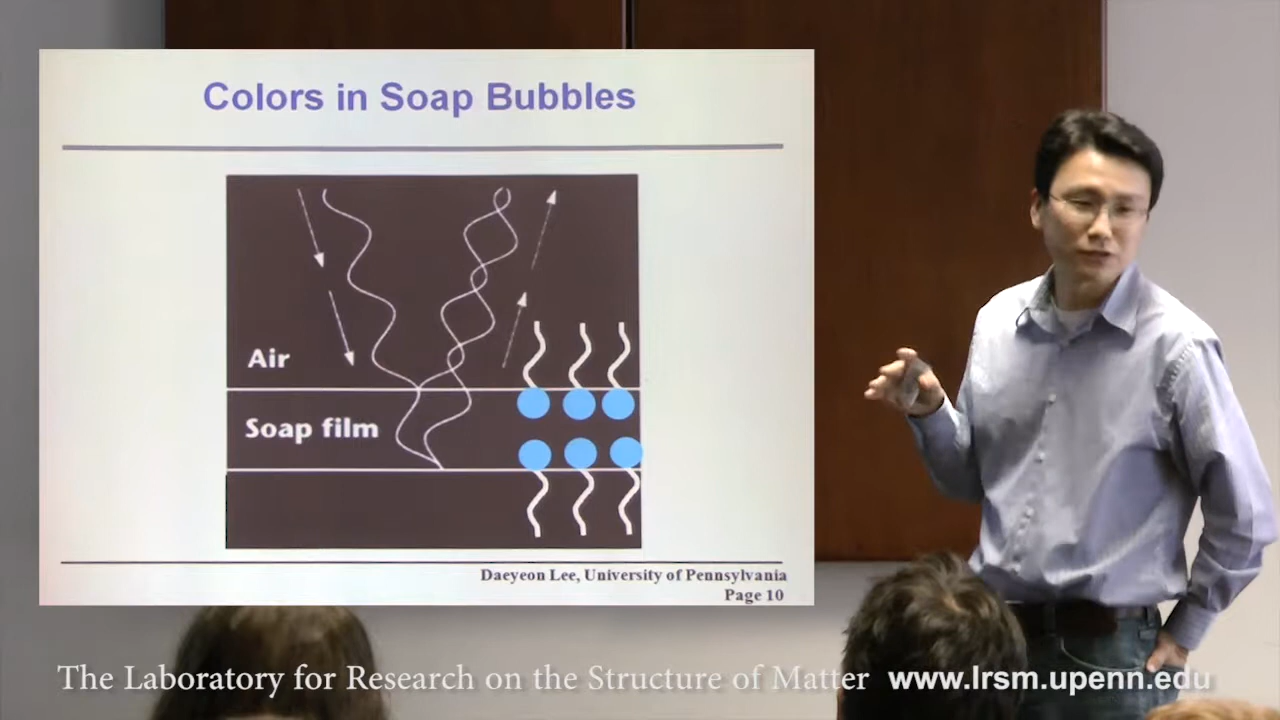 Colors in Soap Bubbles
Air
Soap film
Daeyeon Lee, University of Pennsylvania
Page 10
The Laboratory for Research on the Structure of Matter www.lrsm.upenn.edu